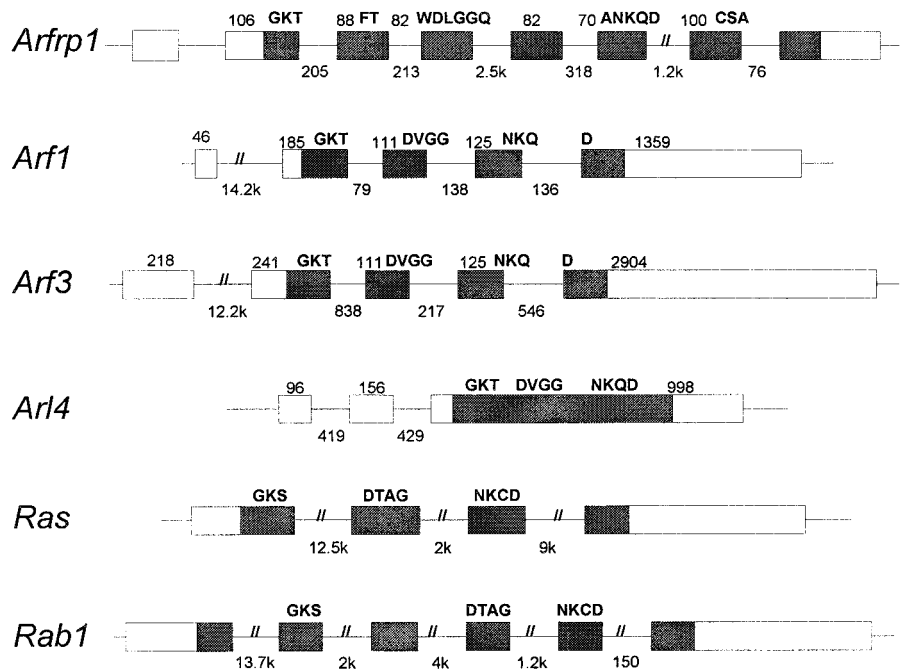 Arfrp1 106 GKT 88 FT 82 WDLGGQ 82 70 ANKQD 100 CSA
//
205 213 2.5k 318 1.2k 76
Arf1 46 185 GKT 111 DVGG 125 NKQ D 1359
//
14.2k 79 138 136
Arf3 218 241 GKT 111 DVGG 125 NKQ D 2904
//
12.2k 838 217 546
Arl4 96 156 GKT DVGG NKQD 998
419 429
Ras GKS DTAG NKCD
// // //
12.5k 2k 9k
Rab1 GKS DTAG NKCD
// // // // //
13.7k 2k 4k 1.2k 150